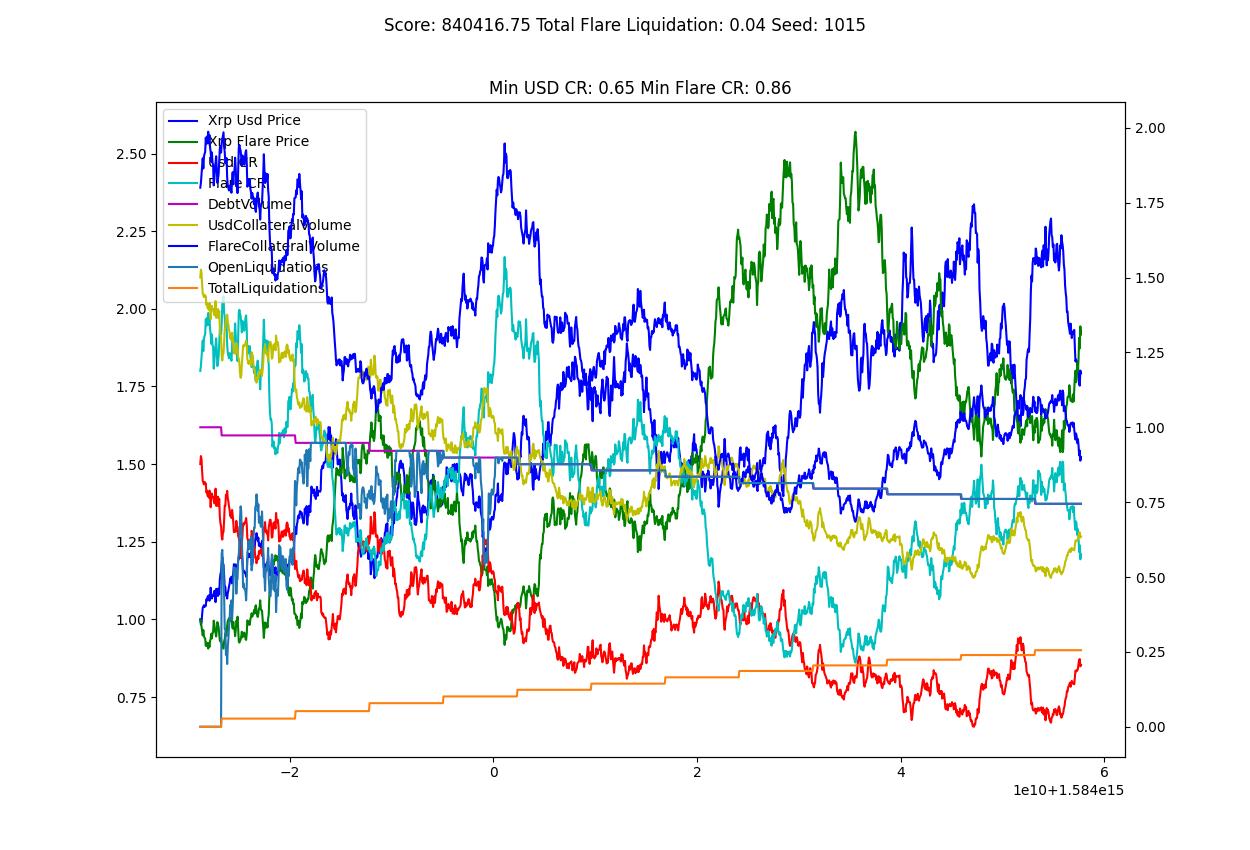 Score: 840416.75 Total Flare Liquidation: 0.04 Seed: 1015
Min USD CR: 0.65 Min Flare CR: 0.86
Xrp Usd Price
Xrp Flare Price
Usd CR
Flare CR
DebtVolume
UsdCollateralVolume
FlareCollateralVolume
OpenLiquidations
TotalLiquidations
2.50
2.25
2.00
1.75
1.50
1.25
1.00
0.75
2.00
1.75
1.50
1.25
1.00
0.75
0.50
0.25
0.00
−2 0 2 4 6
1e10+1.584e15